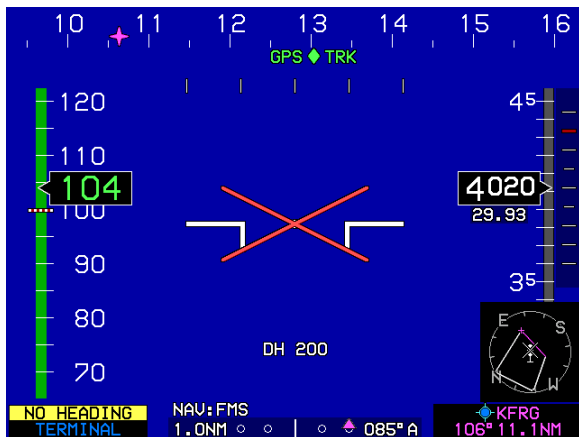 10 11 12 13 14 15 16
GPS TRK
120
110
104
100
90
80
70
45
4020
29.93
35
DH 200
E S
N W
NO HEADING
TERMINAL
NAV:FMS
1.0NM 085°A
KFRG
106° 11.1NM